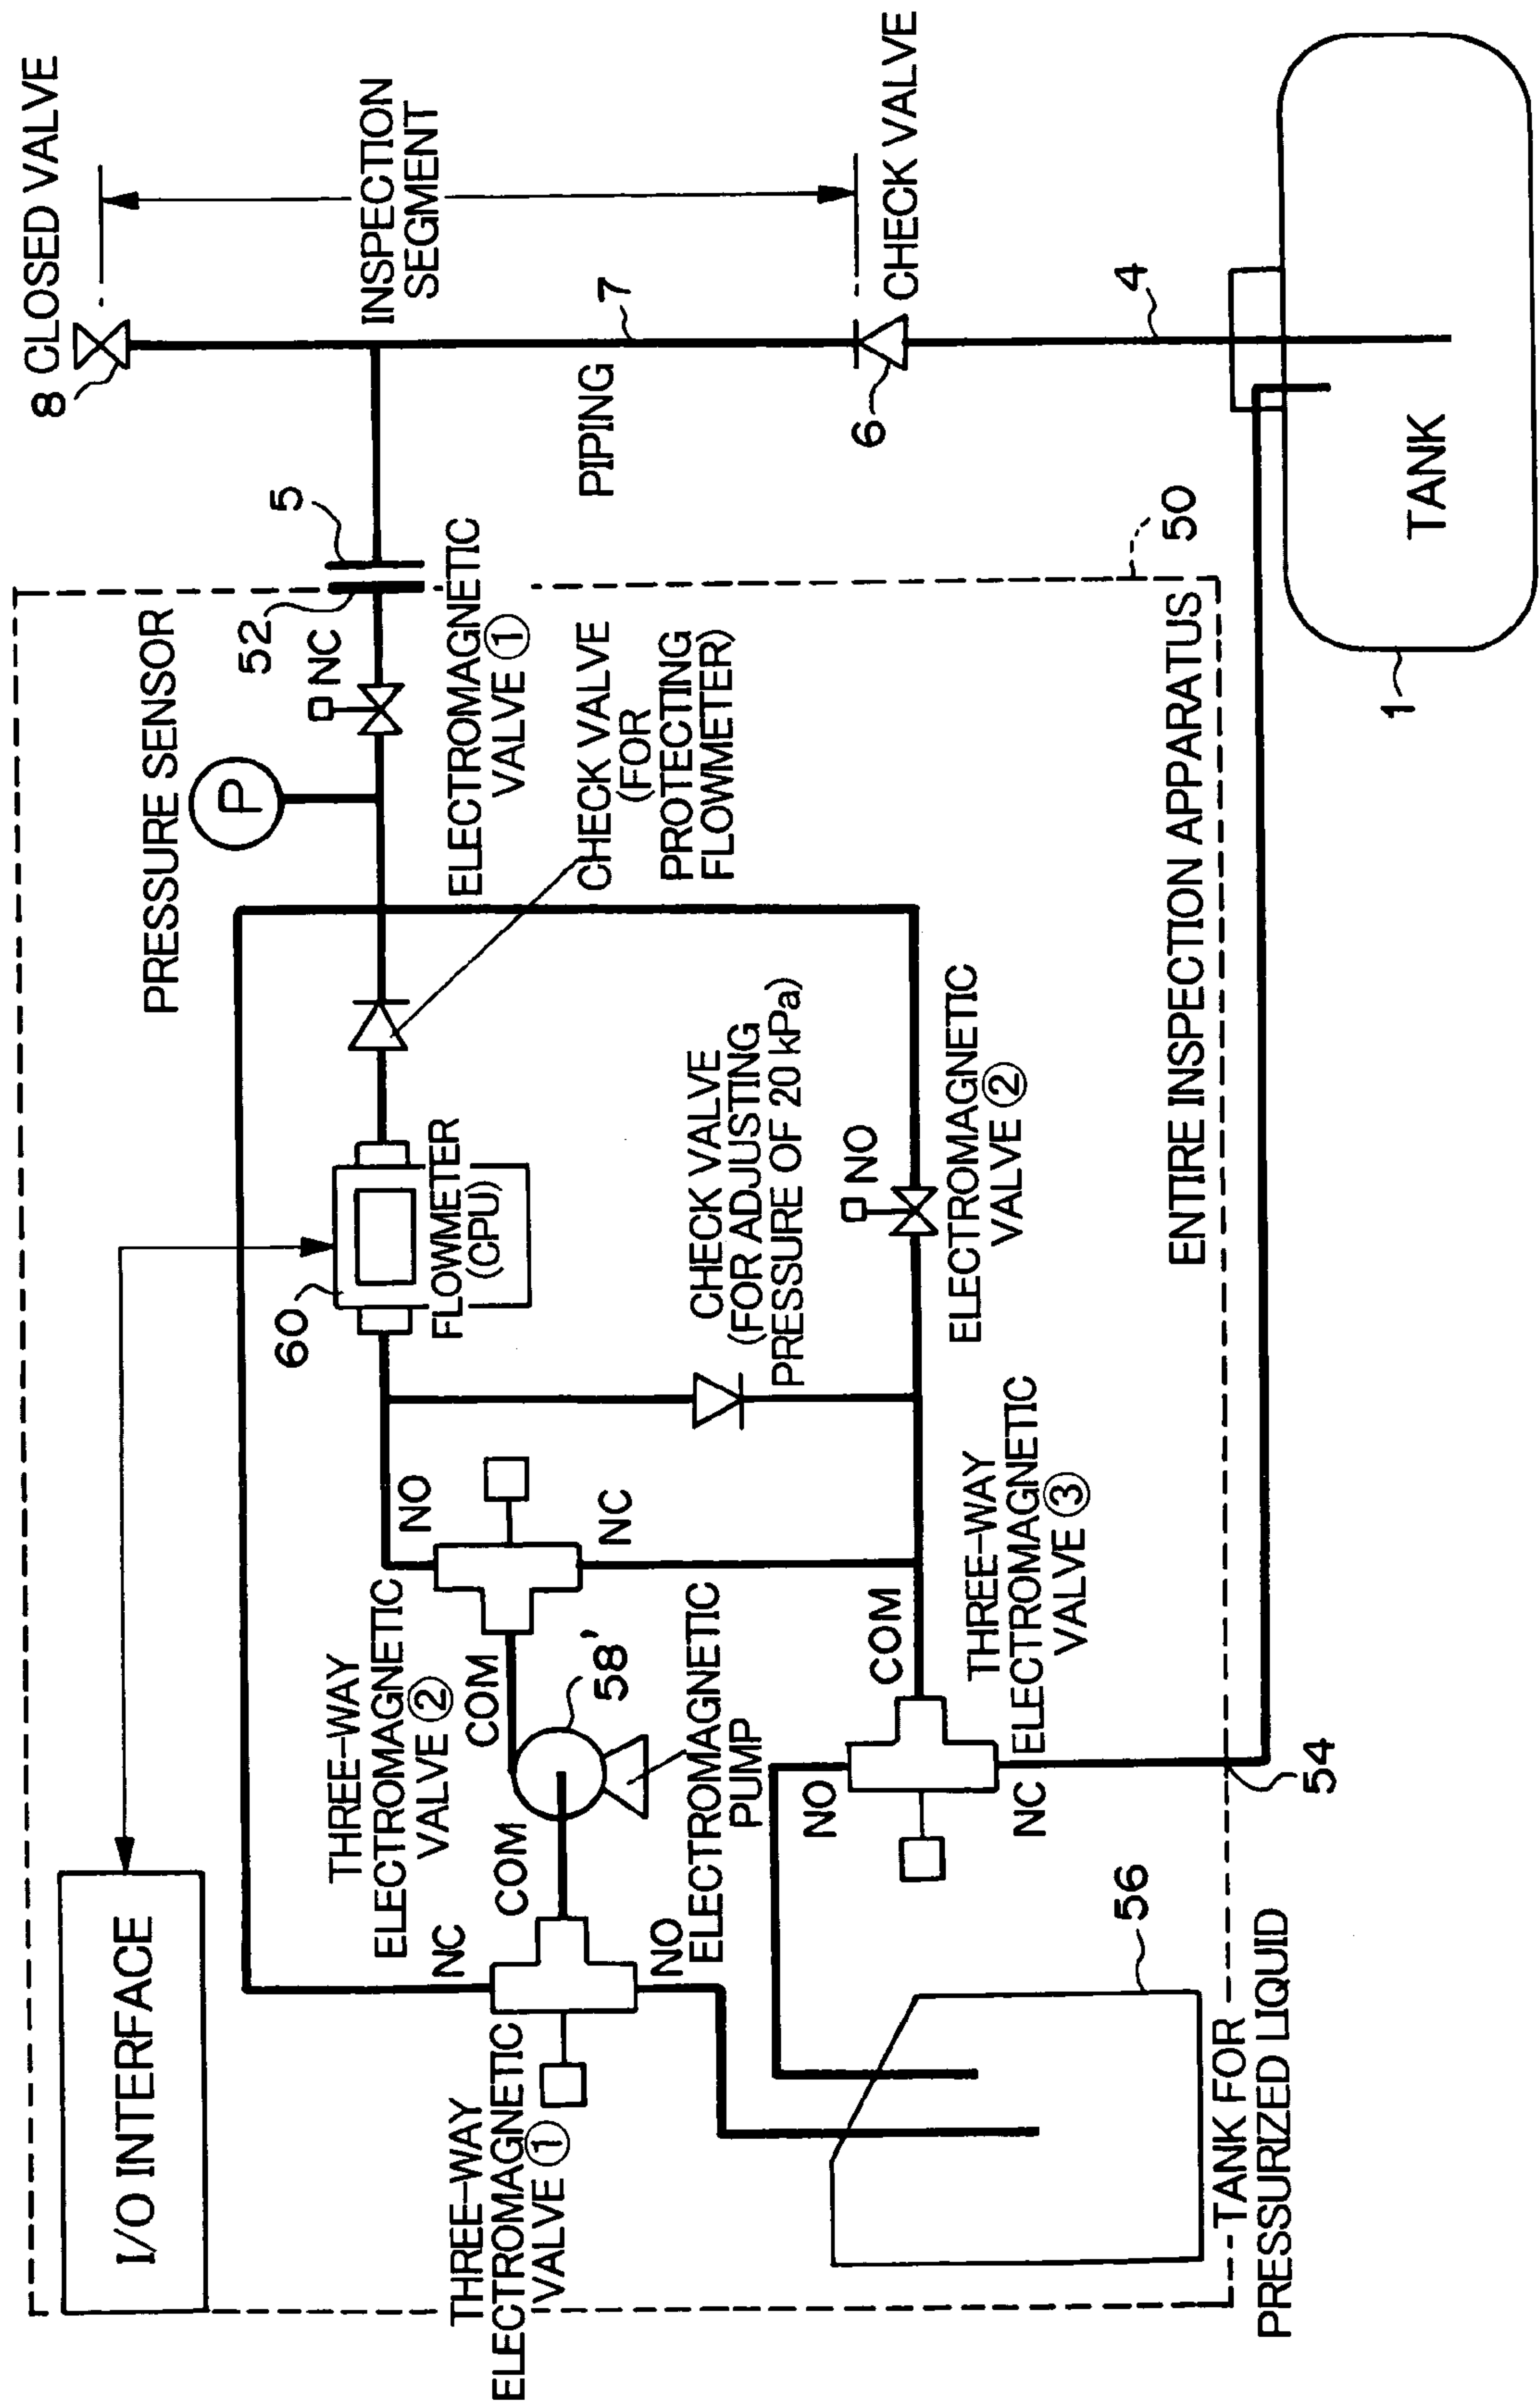 I/O INTERFACE
PRESSURE SENSOR
P
8 CLOSED VALVE
8
INSPECTION
SEGMENT
CHECK VALVE
6
7
PIPING
4
5
52
NC
ELECTROMAGNETIC
VALVE ①
CHECK VALVE
(FOR
PROTECTING
FLOWMETER)
60
FLOWMETER
(CPU)
CHECK VALVE
(FOR ADJUSTING
PRESSURE OF 20 kPa)
NO
ELECTROMAGNETIC
VALVE ②
THREE-WAY
ELECTROMAGNETIC
VALVE ②
NO
NC
COM
58'
ELECTROMAGNETIC
PUMP
COM
NC
NO
THREE-WAY
ELECTROMAGNETIC
VALVE ①
COM
NO
NC
THREE-WAY
ELECTROMAGNETIC
VALVE ③
54
56
TANK FOR
PRESSURIZED LIQUID
ENTIRE INSPECTION APPARATUS
50
TANK
1